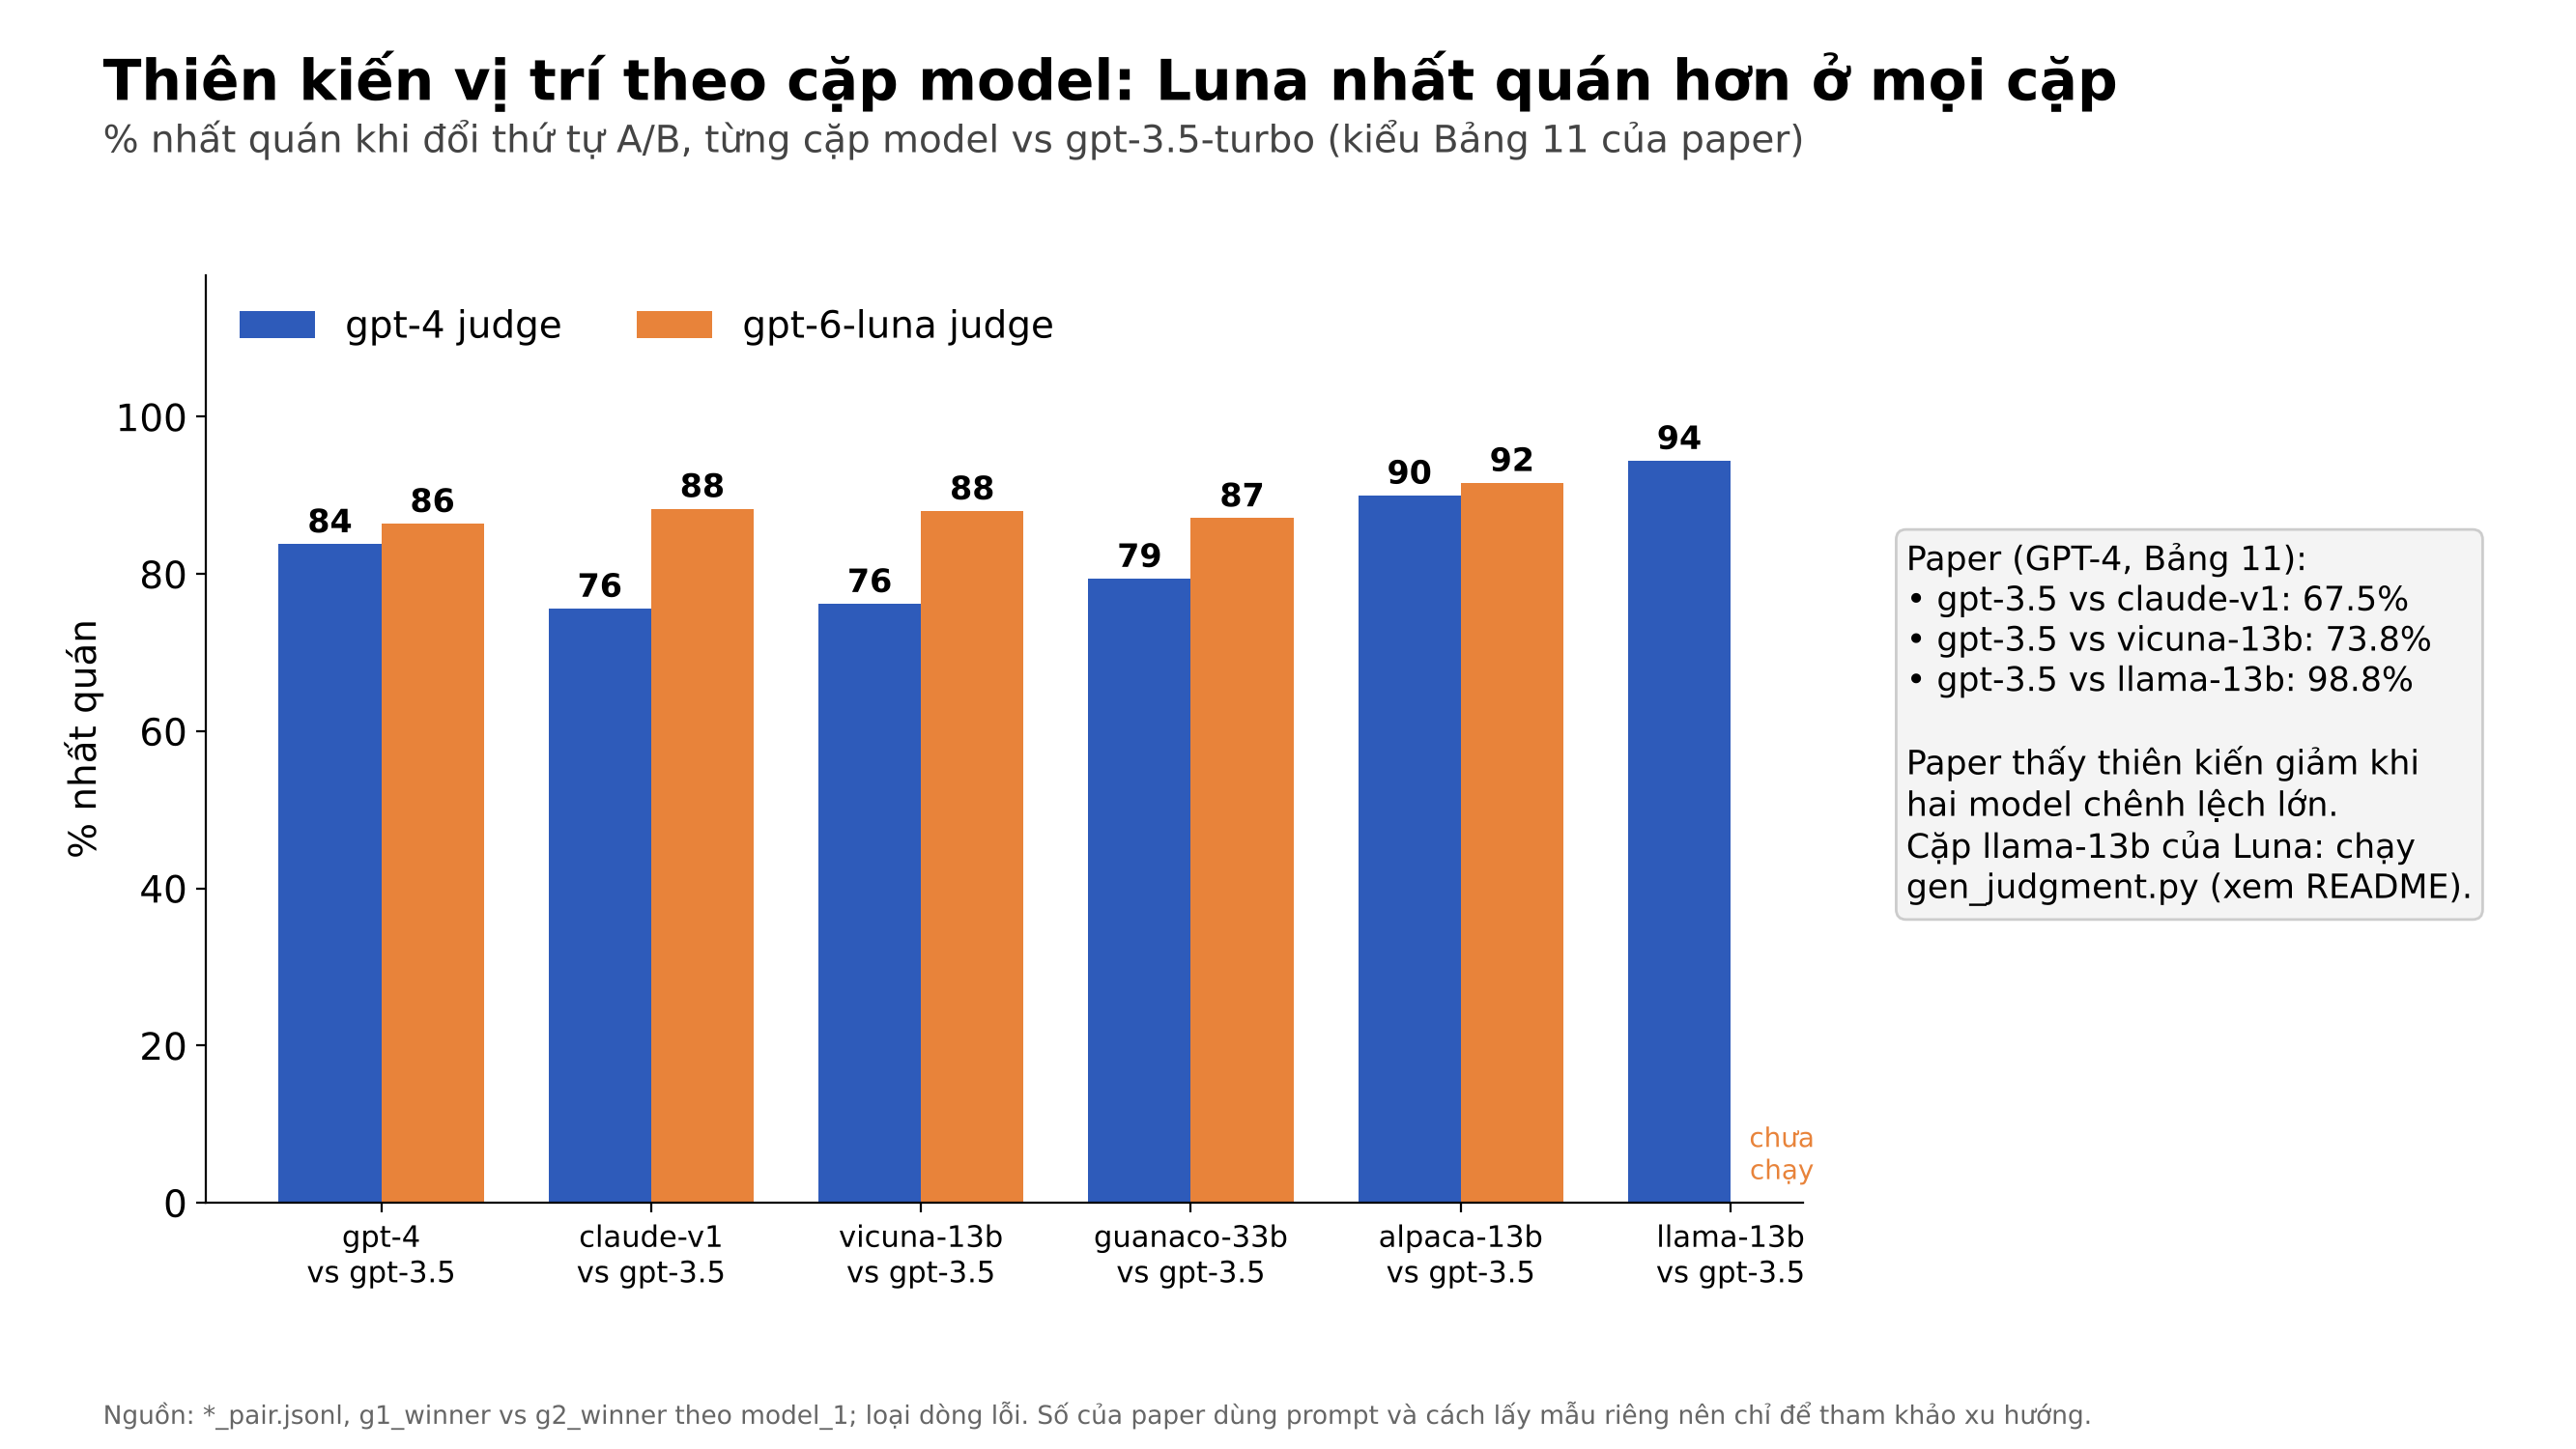 Thiên kiến vị trí theo cặp model: Luna nhất quán hơn ở mọi cặp
% nhất quán khi đổi thứ tự A/B, từng cặp model vs gpt-3.5-turbo (kiểu Bảng 11 của paper)
gpt-4 judge
gpt-6-luna judge
% nhất quán
100
80
60
40
20
0
84
86
76
88
76
88
79
87
90
92
94
chưa
chạy
gpt-4
vs gpt-3.5
claude-v1
vs gpt-3.5
vicuna-13b
vs gpt-3.5
guanaco-33b
vs gpt-3.5
alpaca-13b
vs gpt-3.5
llama-13b
vs gpt-3.5
Paper (GPT-4, Bảng 11):
• gpt-3.5 vs claude-v1: 67.5%
• gpt-3.5 vs vicuna-13b: 73.8%
• gpt-3.5 vs llama-13b: 98.8%
Paper thấy thiên kiến giảm khi
hai model chênh lệch lớn.
Cặp llama-13b của Luna: chạy
gen_judgment.py (xem README).
Nguồn: *_pair.jsonl, g1_winner vs g2_winner theo model_1; loại dòng lỗi. Số của paper dùng prompt và cách lấy mẫu riêng nên chỉ để tham khảo xu hướng.